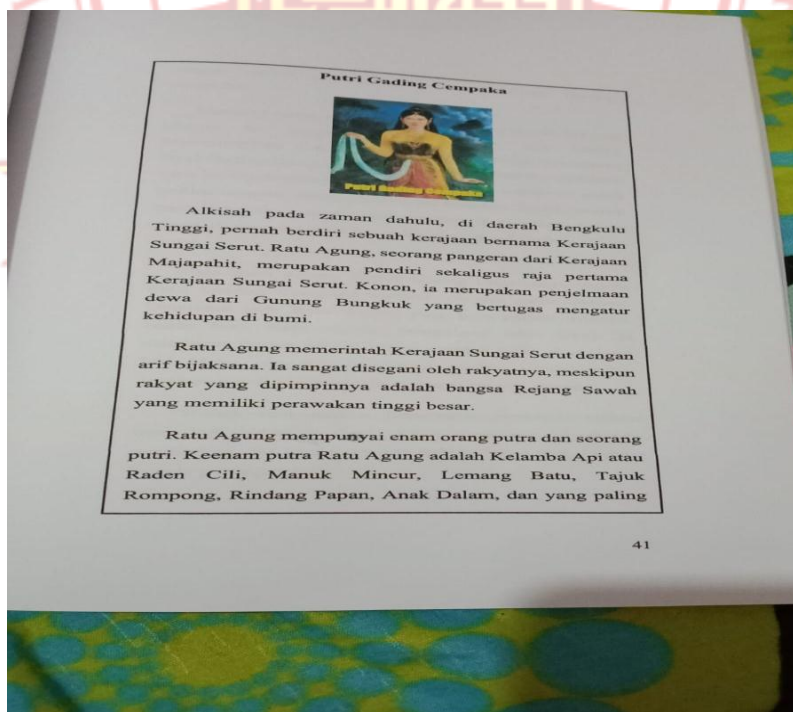 Putri Gading Cempaka
Putri Gading Cempaka
Alkisah pada zaman dahulu, di daerah Bengkulu
Tinggi, pernah berdiri sebuah kerajaan bernama Kerajaan
Sungai Serut. Ratu Agung, seorang pangeran dari Kerajaan
Majapahit, merupakan pendiri sekaligus raja pertama
Kerajaan Sungai Serut. Konon, ia merupakan penjelmaan
dewa dari Gunung Bungkuk yang bertugas mengatur
kehidupan di bumi.
Ratu Agung memerintah Kerajaan Sungai Serut dengan
arif bijaksana. Ia sangat disegani oleh rakyatnya, meskipun
rakyat yang dipimpinnya adalah bangsa Rejang Sawah
yang memiliki perawakan tinggi besar.
Ratu Agung mempunyai enam orang putra dan seorang
putri. Keenam putra Ratu Agung adalah Kelamba Api atau
Raden Cili, Manuk Mincur, Lemang Batu, Tajuk
Rompong, Rindang Papan, Anak Dalam, dan yang paling
41